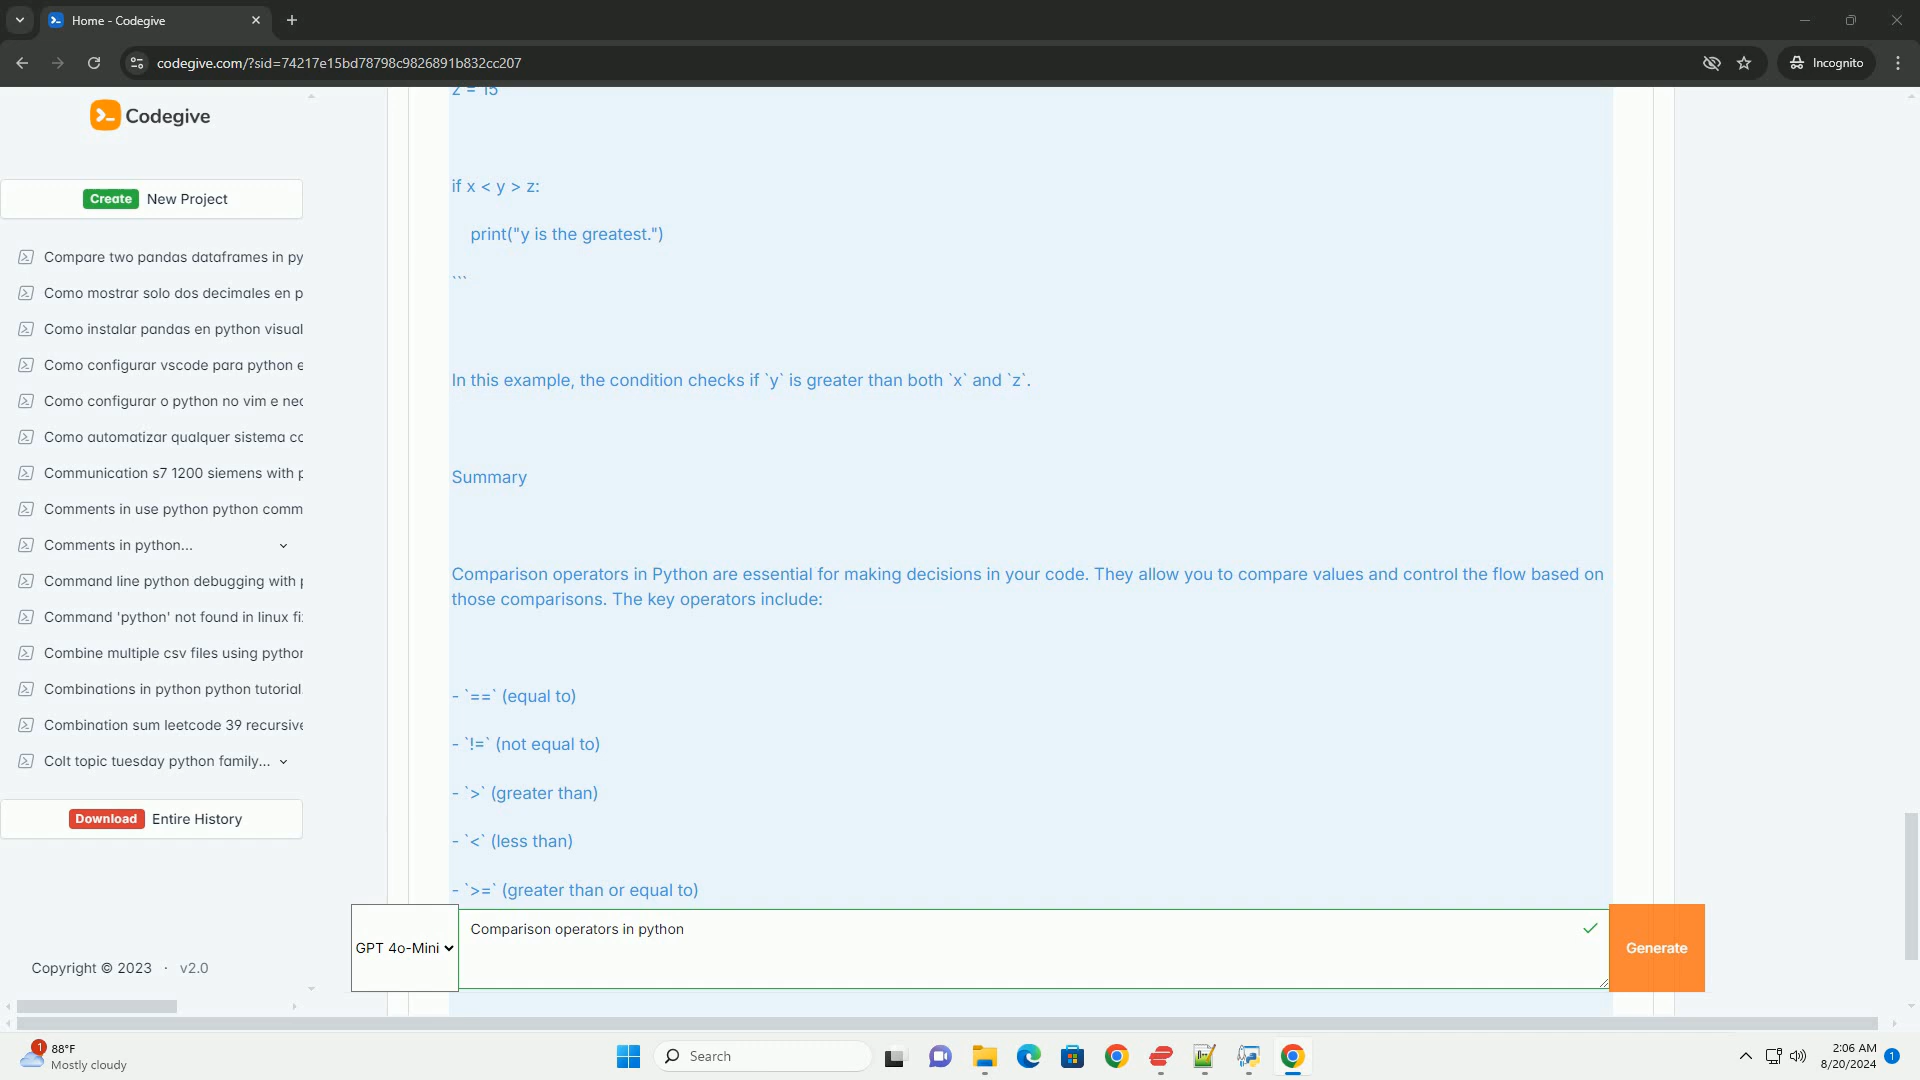 Home - Codegive
codegive.com/?sid=74217e15bd78798c9826891b832cc207
Incognito
Codegive
Create New Project
Compare two pandas dataframes in py
Como mostrar solo dos decimales en p
Como instalar pandas en python visual
Como configurar vscode para python e
Como configurar o python no vim e neo
Como automatizar qualquer sistema co
Communication s7 1200 siemens with p
Comments in use python python comm
Comments in python...
Command line python debugging with p
Command 'python' not found in linux fi
Combine multiple csv files using python
Combinations in python python tutorial
Combination sum leetcode 39 recursive
Colt topic tuesday python family...
Download Entire History
Copyright © 2023 · v2.0
z = 15
if x < y > z:
print("y is the greatest.")
```
In this example, the condition checks if `y` is greater than both `x` and `z`.
Summary
Comparison operators in Python are essential for making decisions in your code. They allow you to compare values and control the flow based on
those comparisons. The key operators include:
- `==` (equal to)
- `!=` (not equal to)
- `>` (greater than)
- `<` (less than)
- `>=` (greater than or equal to)
GPT 4o-Mini
Comparison operators in python
Generate
1
88°F
Mostly cloudy
Search
2:06 AM
8/20/2024
1